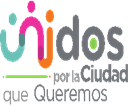 unidos
por la Ciudad
que Queremos